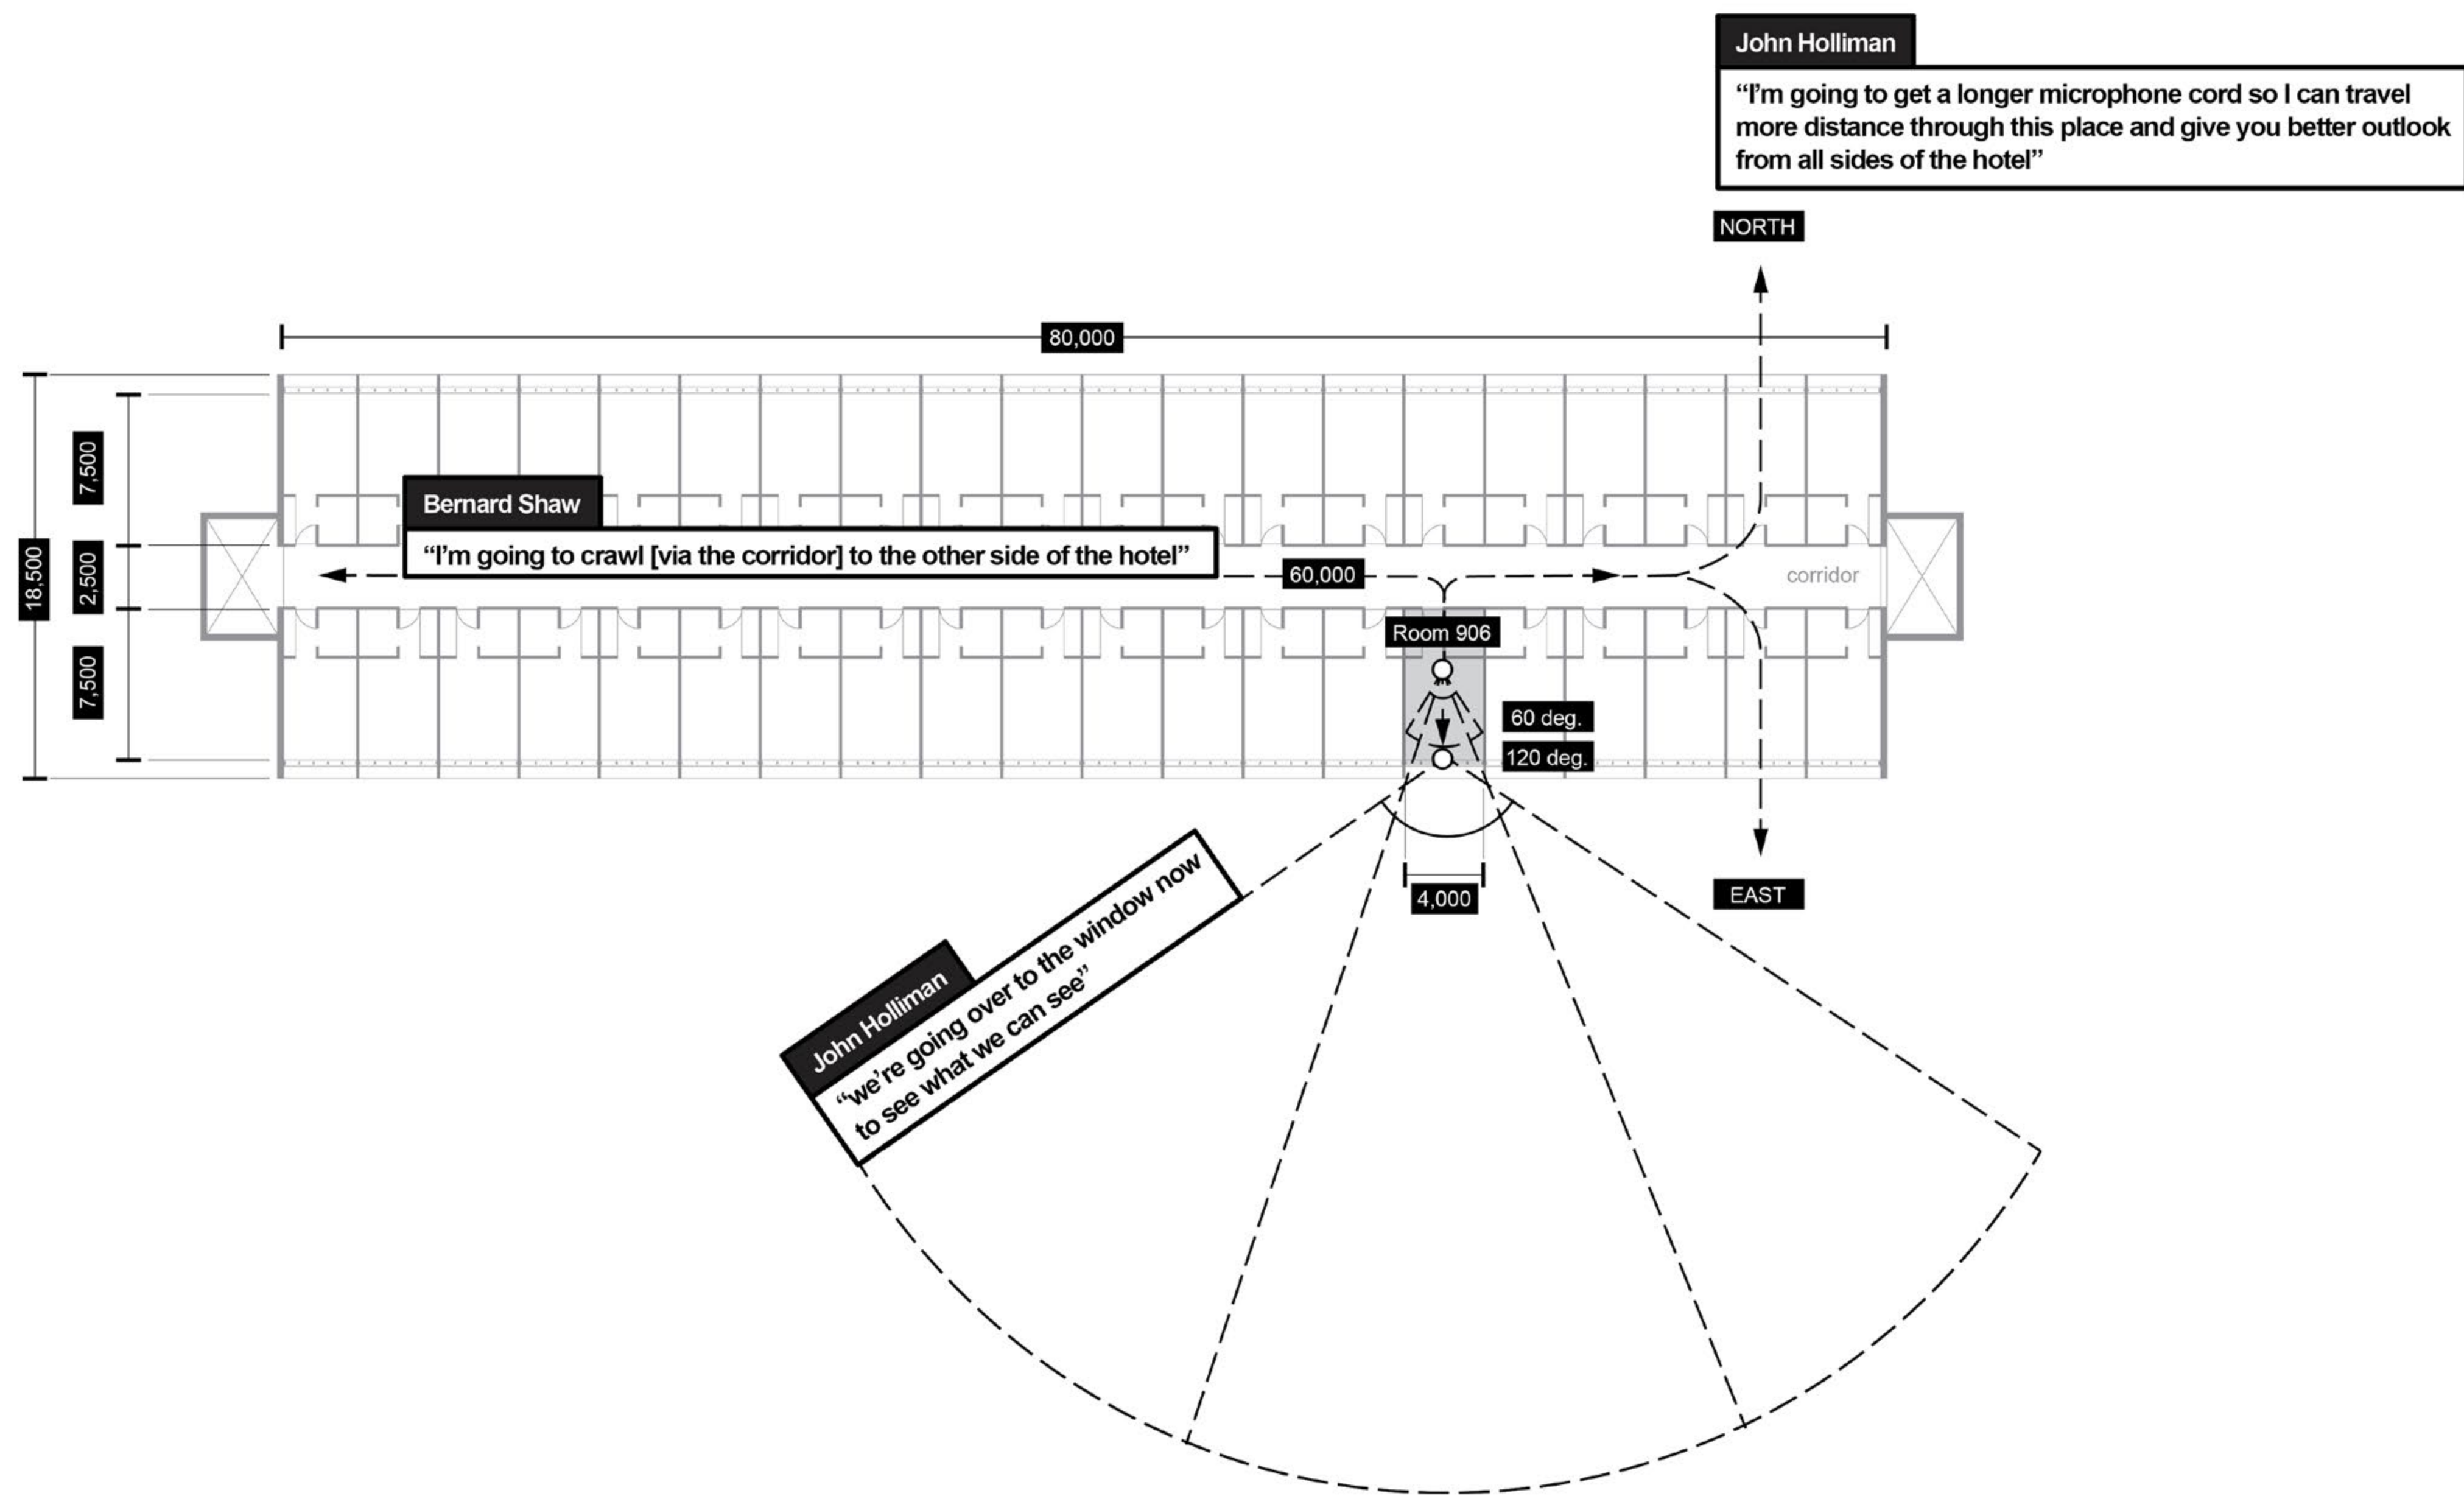 John Holliman
“I’m going to get a longer microphone cord so I can travel
more distance through this place and give you better outlook
from all sides of the hotel”
NORTH
80,000
7,500
18,500
2,500
7,500
Bernard Shaw
“I’m going to crawl [via the corridor] to the other side of the hotel”
60,000
corridor
Room 906
60 deg.
120 deg.
4,000
EAST
John Holliman
“we’re going over to the window now
to see what we can see”